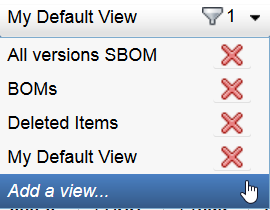 My Default View 1
All versions SBOM
BOMs
Deleted Items
My Default View
Add a view...